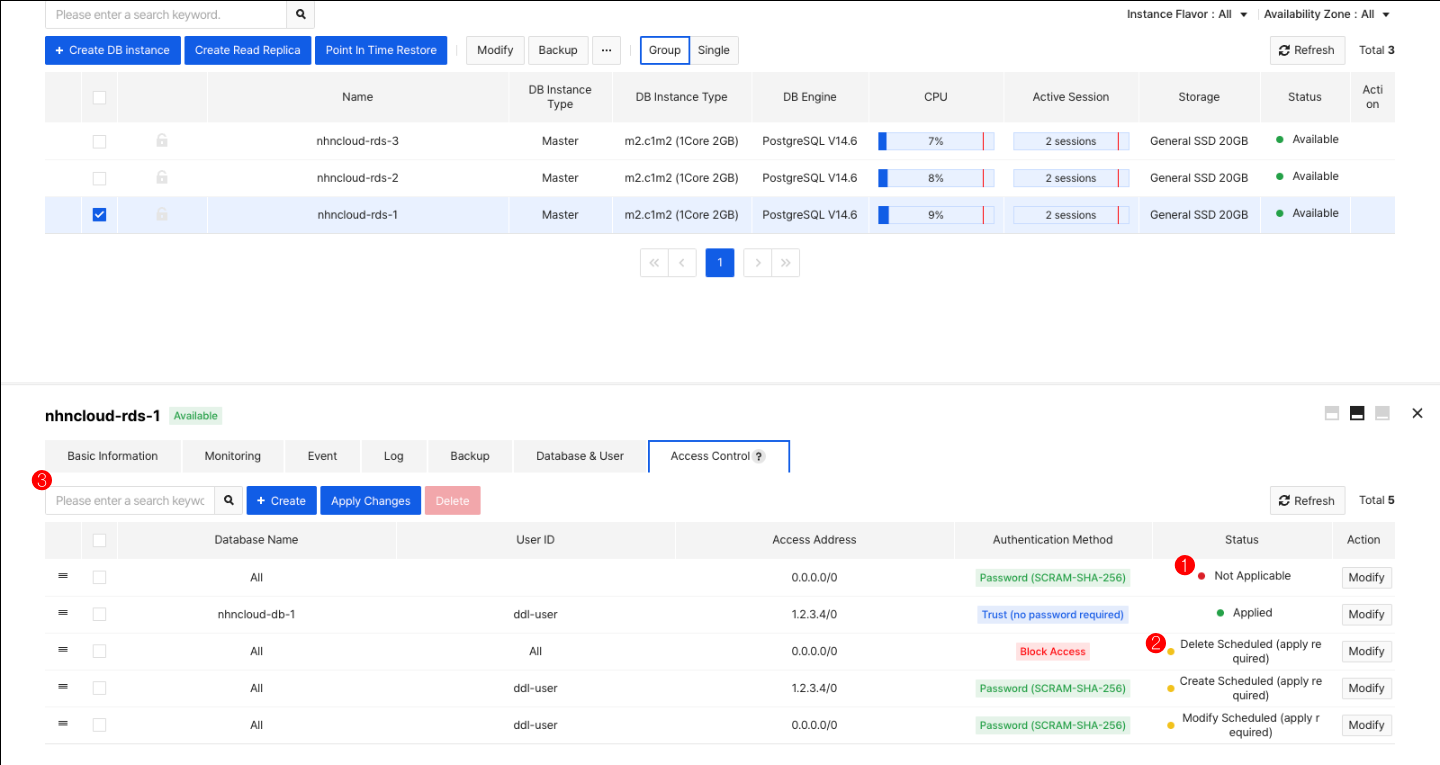 Please enter a search keyword.
Instance Flavor : All
Availability Zone : All
+ Create DB instance
Create Read Replica
Point In Time Restore
Modify
Backup
...
Group
Single
Refresh
Total 3
Name
DB Instance
Type
DB Instance Type
DB Engine
CPU
Active Session
Storage
Status
Acti
on
nhncloud-rds-3
Master
m2.c1m2 (1Core 2GB)
PostgreSQL V14.6
7%
2 sessions
General SSD 20GB
Available
nhncloud-rds-2
Master
m2.c1m2 (1Core 2GB)
PostgreSQL V14.6
8%
2 sessions
General SSD 20GB
Available
nhncloud-rds-1
Master
m2.c1m2 (1Core 2GB)
PostgreSQL V14.6
9%
2 sessions
General SSD 20GB
Available
1
nhncloud-rds-1
Available
Basic Information
Monitoring
Event
Log
Backup
Database & User
Access Control ?
3
Please enter a search keywc
+ Create
Apply Changes
Delete
Refresh
Total 5
Database Name
User ID
Access Address
Authentication Method
Status
Action
All
0.0.0.0/0
Password (SCRAM-SHA-256)
1
Not Applicable
Modify
nhncloud-db-1
ddl-user
1.2.3.4/0
Trust (no password required)
Applied
Modify
All
All
0.0.0.0/0
Block Access
2
Delete Scheduled (apply re
quired)
Modify
All
ddl-user
1.2.3.4/0
Password (SCRAM-SHA-256)
Create Scheduled (apply re
quired)
Modify
All
ddl-user
0.0.0.0/0
Password (SCRAM-SHA-256)
Modify Scheduled (apply r
equired)
Modify